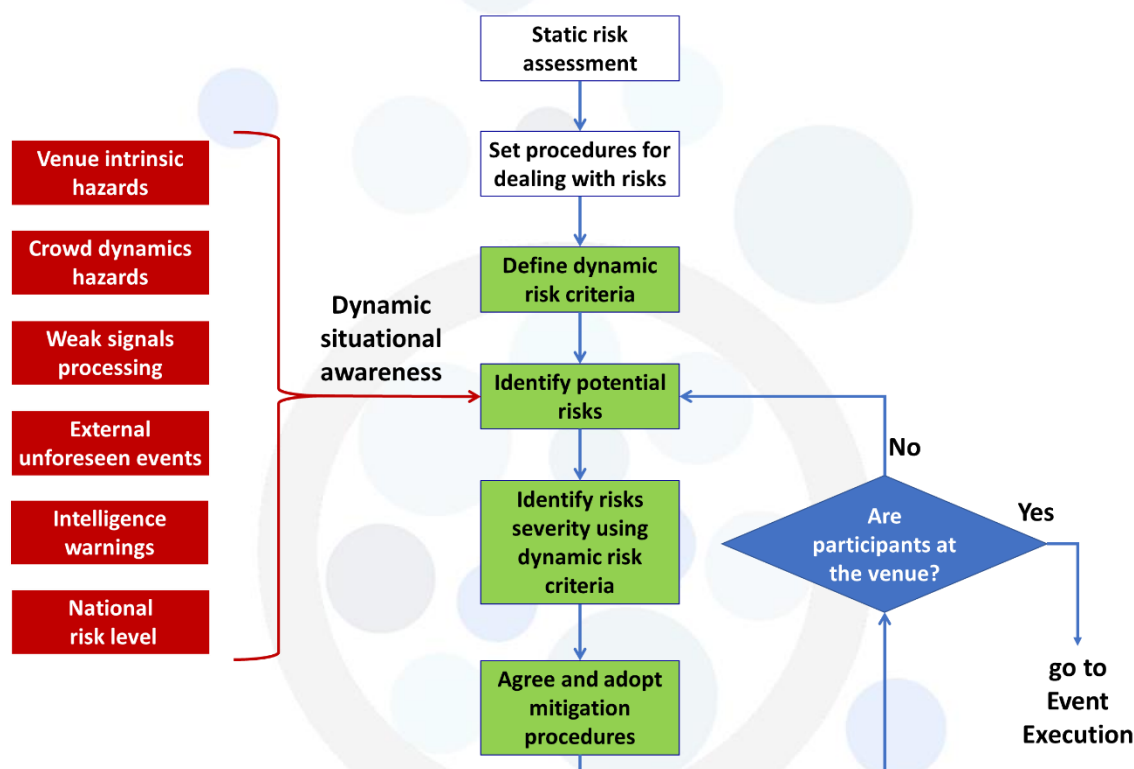 Static risk
assessment
Set procedures for
dealing with risks
Define dynamic
risk criteria
Identify potential
risks
Identify risks
severity using
dynamic risk
criteria
Agree and adopt
mitigation
procedures
Venue intrinsic
hazards
Crowd dynamics
hazards
Weak signals
processing
External
unforeseen events
Intelligence
warnings
National
risk level
Dynamic
situational
awareness
No
Are
participants at
the venue?
Yes
go to
Event
Execution